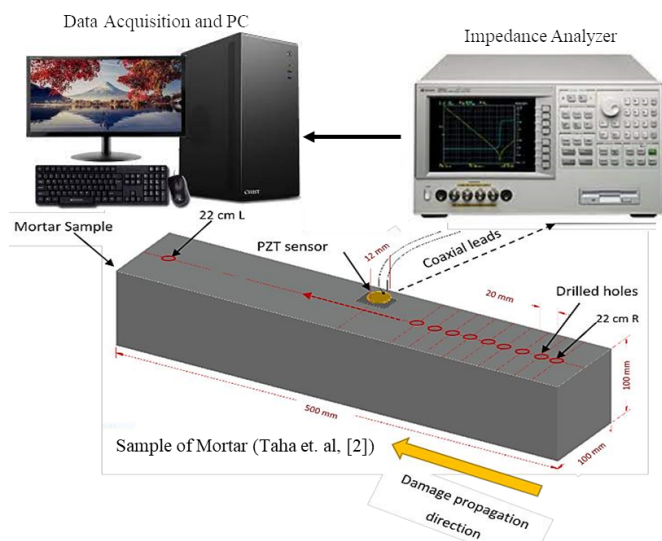 Data Acquisition and PC
Impedance Analyzer
Mortar Sample
22 cm L
PZT sensor
12 mm
Coaxial leads
20 mm
Drilled holes
22 cm R
500 mm
100 mm
100 mm
Sample of Mortar (Taha et. al, [2])
Damage propagation
direction